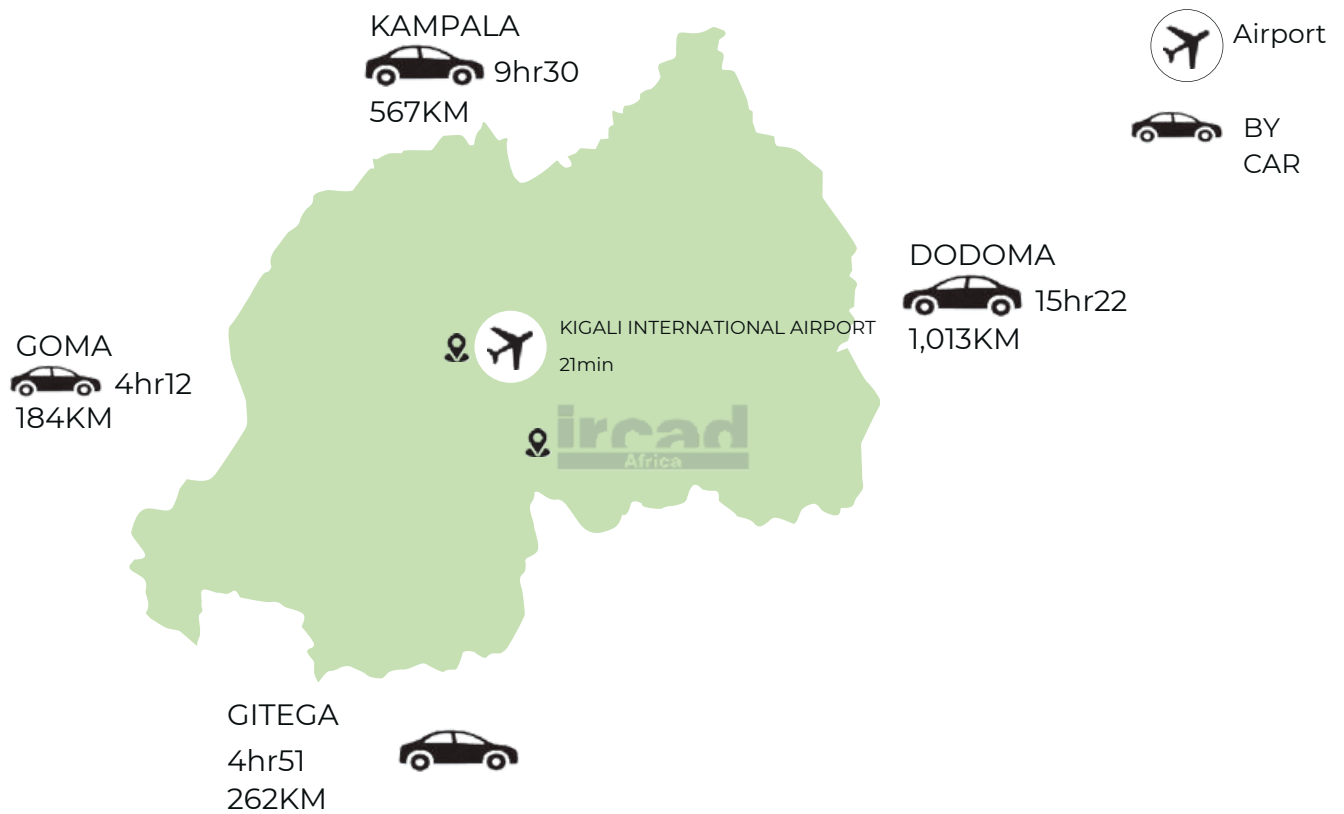 KAMPALA
9hr30
567KM
Airport
BY
CAR
DODOMA
15hr22
1,013KM
KIGALI INTERNATIONAL AIRPORT
21min
GOMA
4hr12
184KM
ircad
Africa
GITEGA
4hr51
262KM